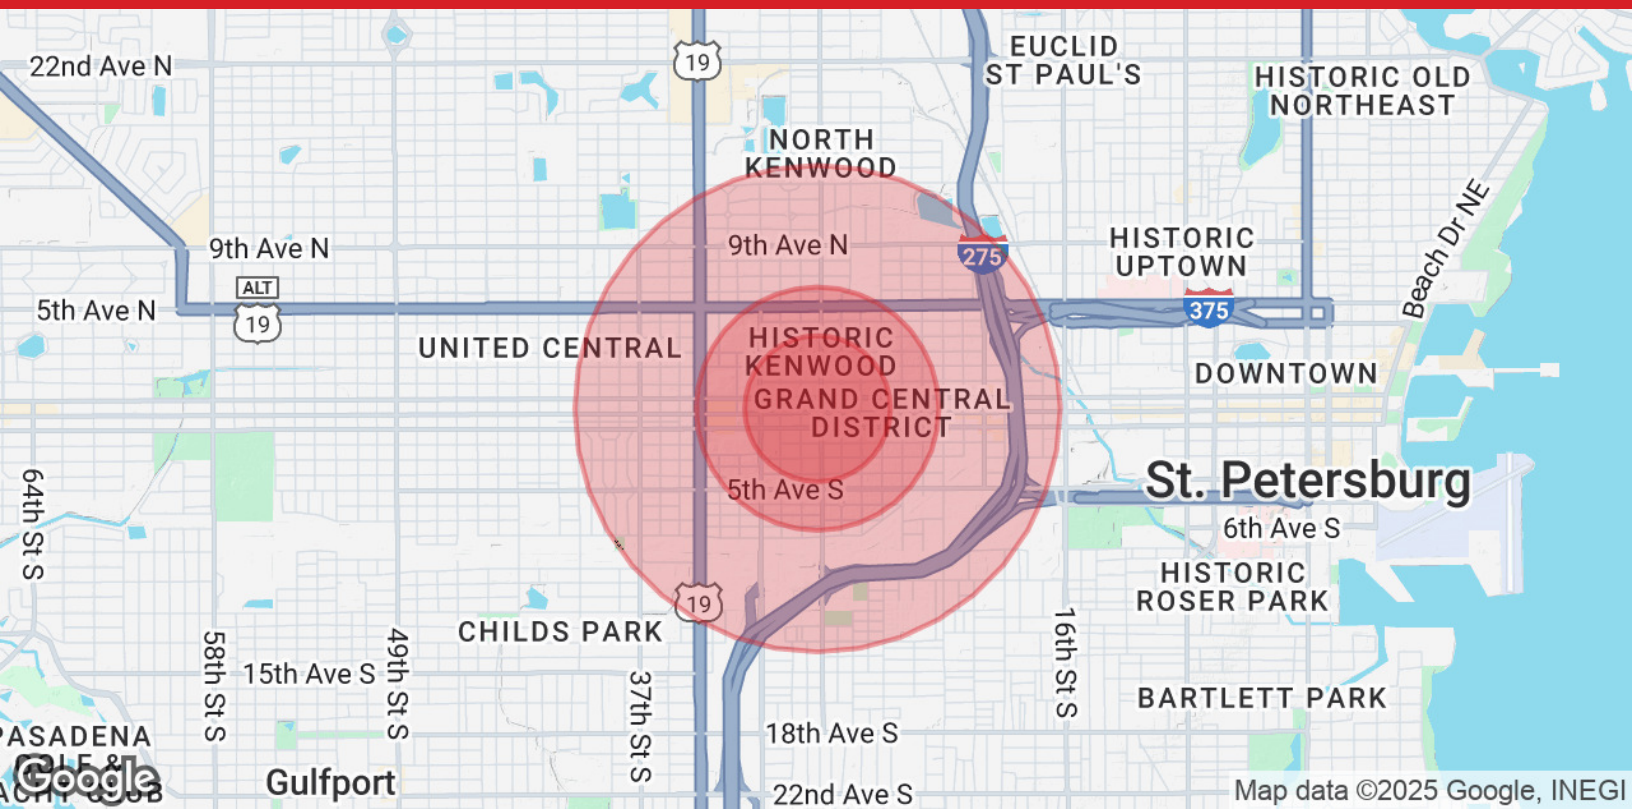 22nd Ave N
19
EUCLID
ST PAUL'S
HISTORIC OLD
NORTHEAST
NORTH
KENWOOD
9th Ave N
9th Ave N
275
HISTORIC
UPTOWN
Beach Dr NE
ALT
19
5th Ave N
375
UNITED CENTRAL
HISTORIC
KENWOOD
DOWNTOWN
GRAND CENTRAL
DISTRICT
64th St S
5th Ave S
St. Petersburg
6th Ave S
HISTORIC
ROSER PARK
19
CHILDS PARK
58th St S
49th St S
15th Ave S
37th St S
16th St S
BARTLETT PARK
PASADENA
GOLF &
YACHT CLUB
Google
Gulfport
18th Ave S
22nd Ave S
Map data ©2025 Google, INEGI